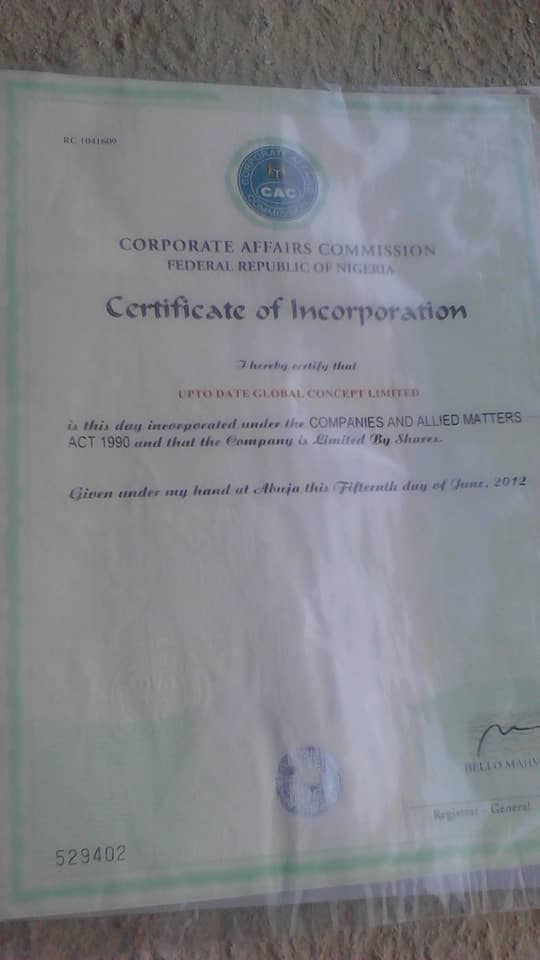 RC 1041609
CORPORATE AFFAIRS COMMISSION
CAC
CORPORATE AFFAIRS COMMISSION
FEDERAL REPUBLIC OF NIGERIA
Certificate of Incorporation
I hereby certify that
UPTO DATE GLOBAL CONCEPT LIMITED
is this day incorporated under the COMPANIES AND ALLIED MATTERS
ACT 1990 and that the Company is Limited By Shares.
Given under my hand at Abuja this Fifteenth day of June, 2012
BELLO
Registrar - General
529402